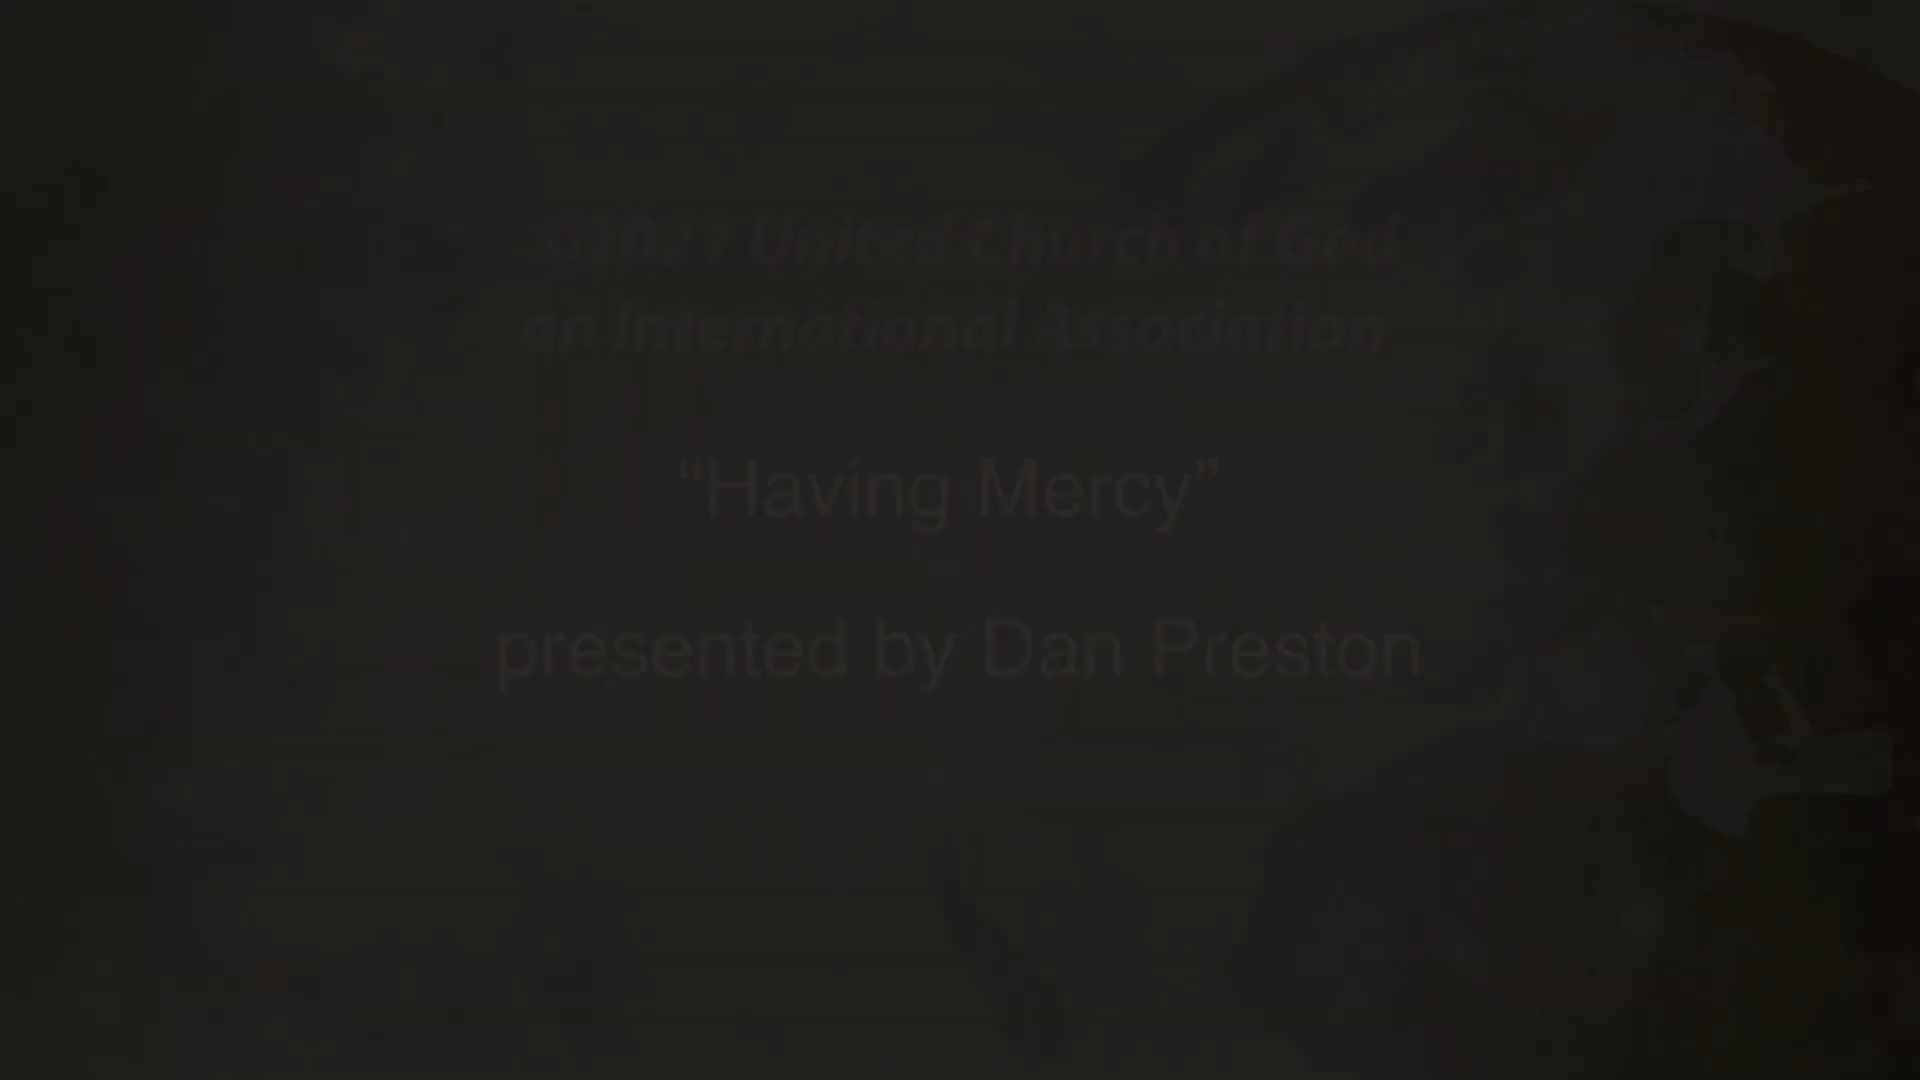 ©2021 United Church of God
an International Association
“Having Mercy”
presented by Dan Preston